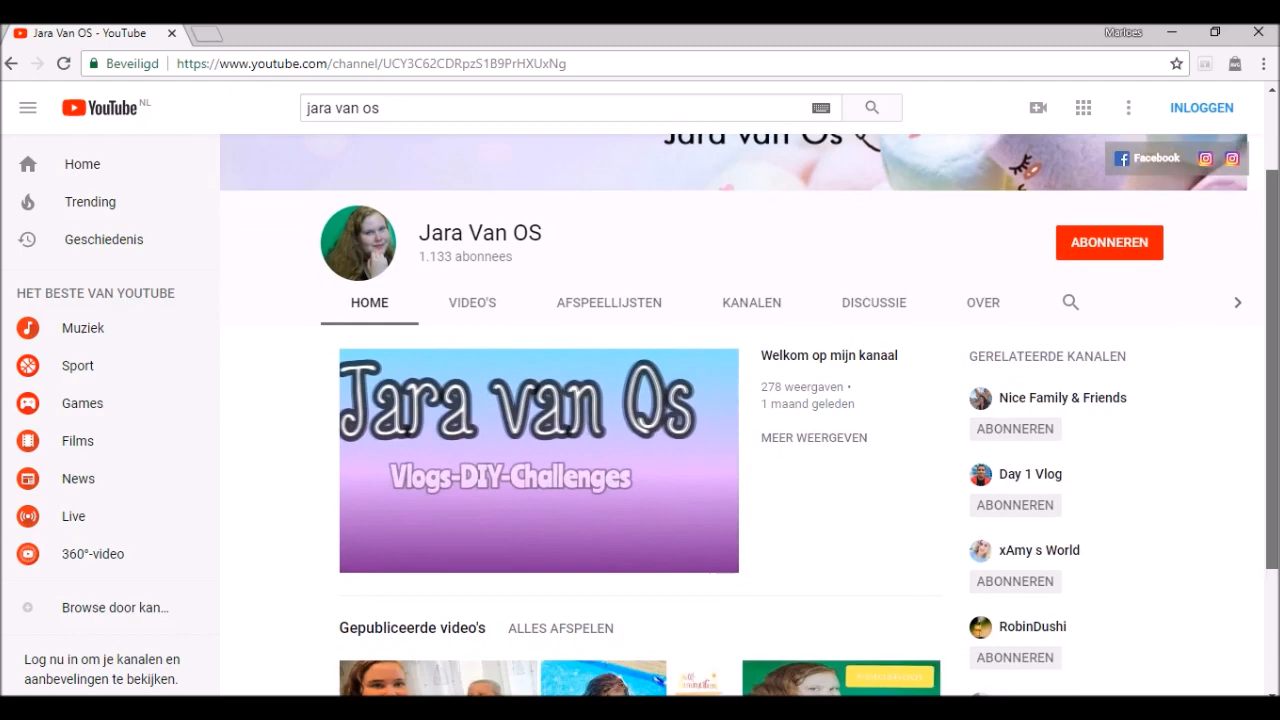 Jara Van OS - YouTube
Marloes
Beveiligd
https://www.youtube.com/channel/UCY3C62CDRpzS1B9PrHXUxNg
YouTube NL
jara van os
INLOGGEN
Jara van Os
Facebook
Home
Trending
Geschiedenis
HET BESTE VAN YOUTUBE
Muziek
Sport
Games
Films
News
Live
360°-video
Browse door kan...
Log nu in om je kanalen en
aanbevelingen te bekijken.
Jara Van OS
1.133 abonnees
ABONNEREN
HOME
VIDEO'S
AFSPEELLIJSTEN
KANALEN
DISCUSSIE
OVER
Jara van Os
Vlogs-DIY-Challenges
Welkom op mijn kanaal
278 weergaven •
1 maand geleden
MEER WEERGEVEN
Gepubliceerde video's
ALLES AFSPELEN
GERELATEERDE KANALEN
Nice Family & Friends
ABONNEREN
Day 1 Vlog
ABONNEREN
xAmy s World
ABONNEREN
RobinDushi
ABONNEREN